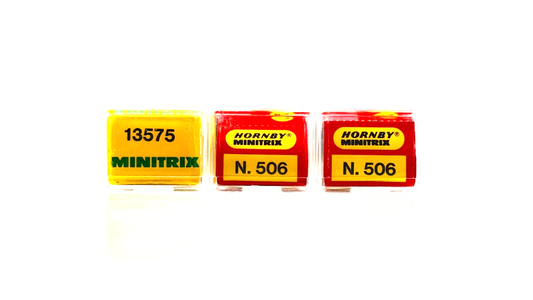 13575
MINITRIX
HORNBY®
MINITRIX
N. 506
HORNBY®
MINITRIX
N. 506